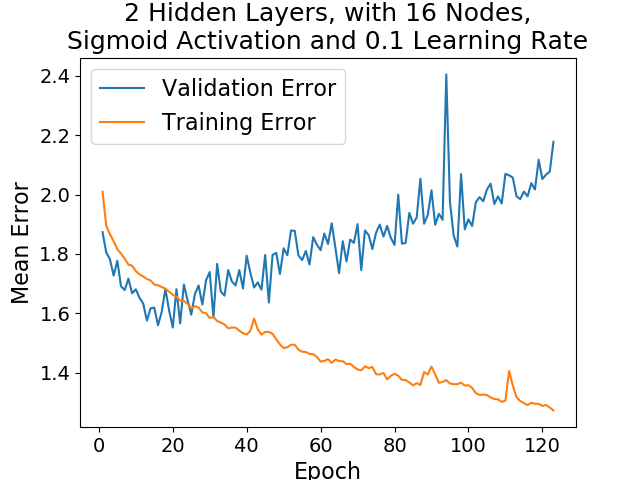 2 Hidden Layers, with 16 Nodes,
Sigmoid Activation and 0.1 Learning Rate
Validation Error
Training Error
2.4
2.2
2.0
1.8
1.6
1.4
Mean Error
0
20
40
60
80
100
120
Epoch